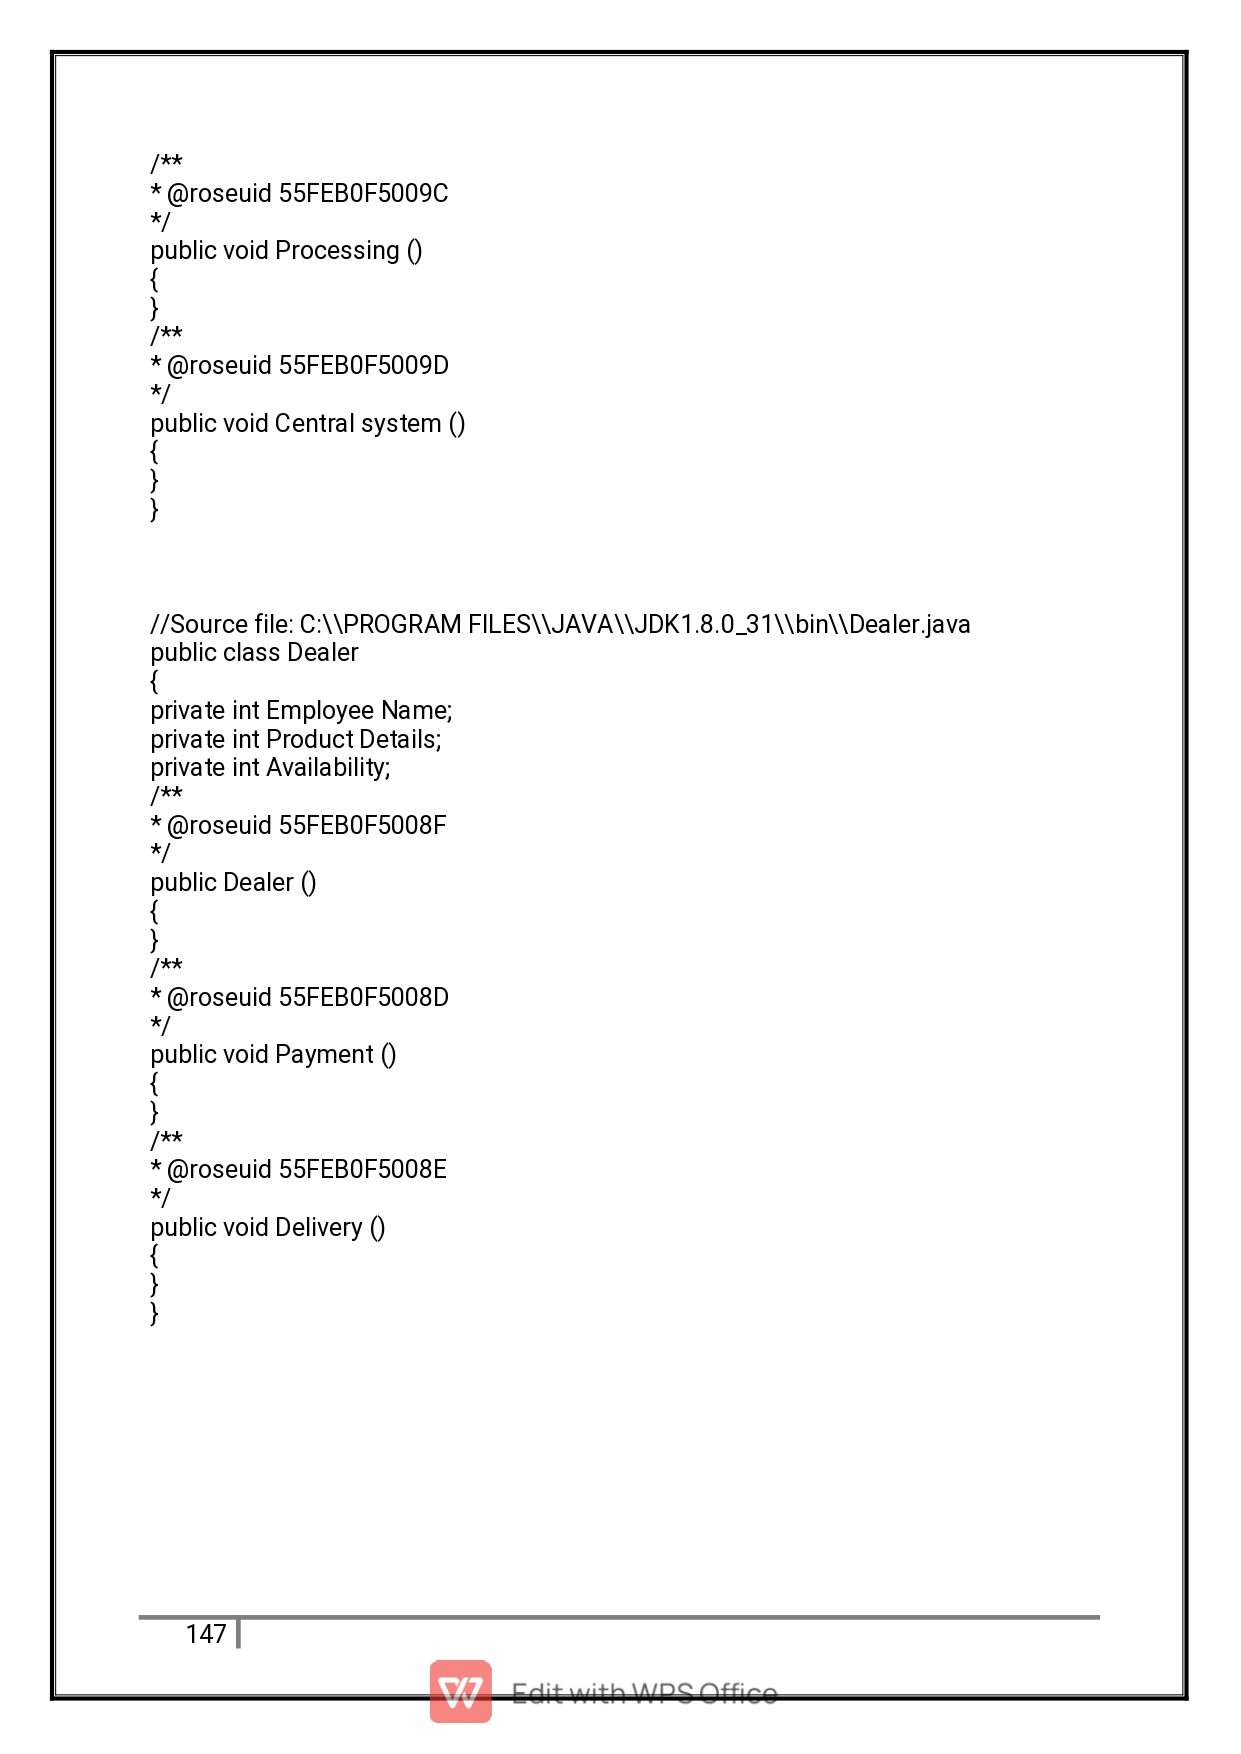 /**
* @roseuid 55FEB0F5009C
*/
public void Processing ()
{
}
/**
* @roseuid 55FEB0F5009D
*/
public void Central system ()
{
}
}
//Source file: C:\\PROGRAM FILES\\JAVA\\JDK1.8.0_31\\bin\\Dealer.java
public class Dealer
{
private int Employee Name;
private int Product Details;
private int Availability;
/**
* @roseuid 55FEB0F5008F
*/
public Dealer ()
{
}
/**
* @roseuid 55FEB0F5008D
*/
public void Payment ()
{
}
/**
* @roseuid 55FEB0F5008E
*/
public void Delivery ()
{
}
}
147
Edit with WPS Office